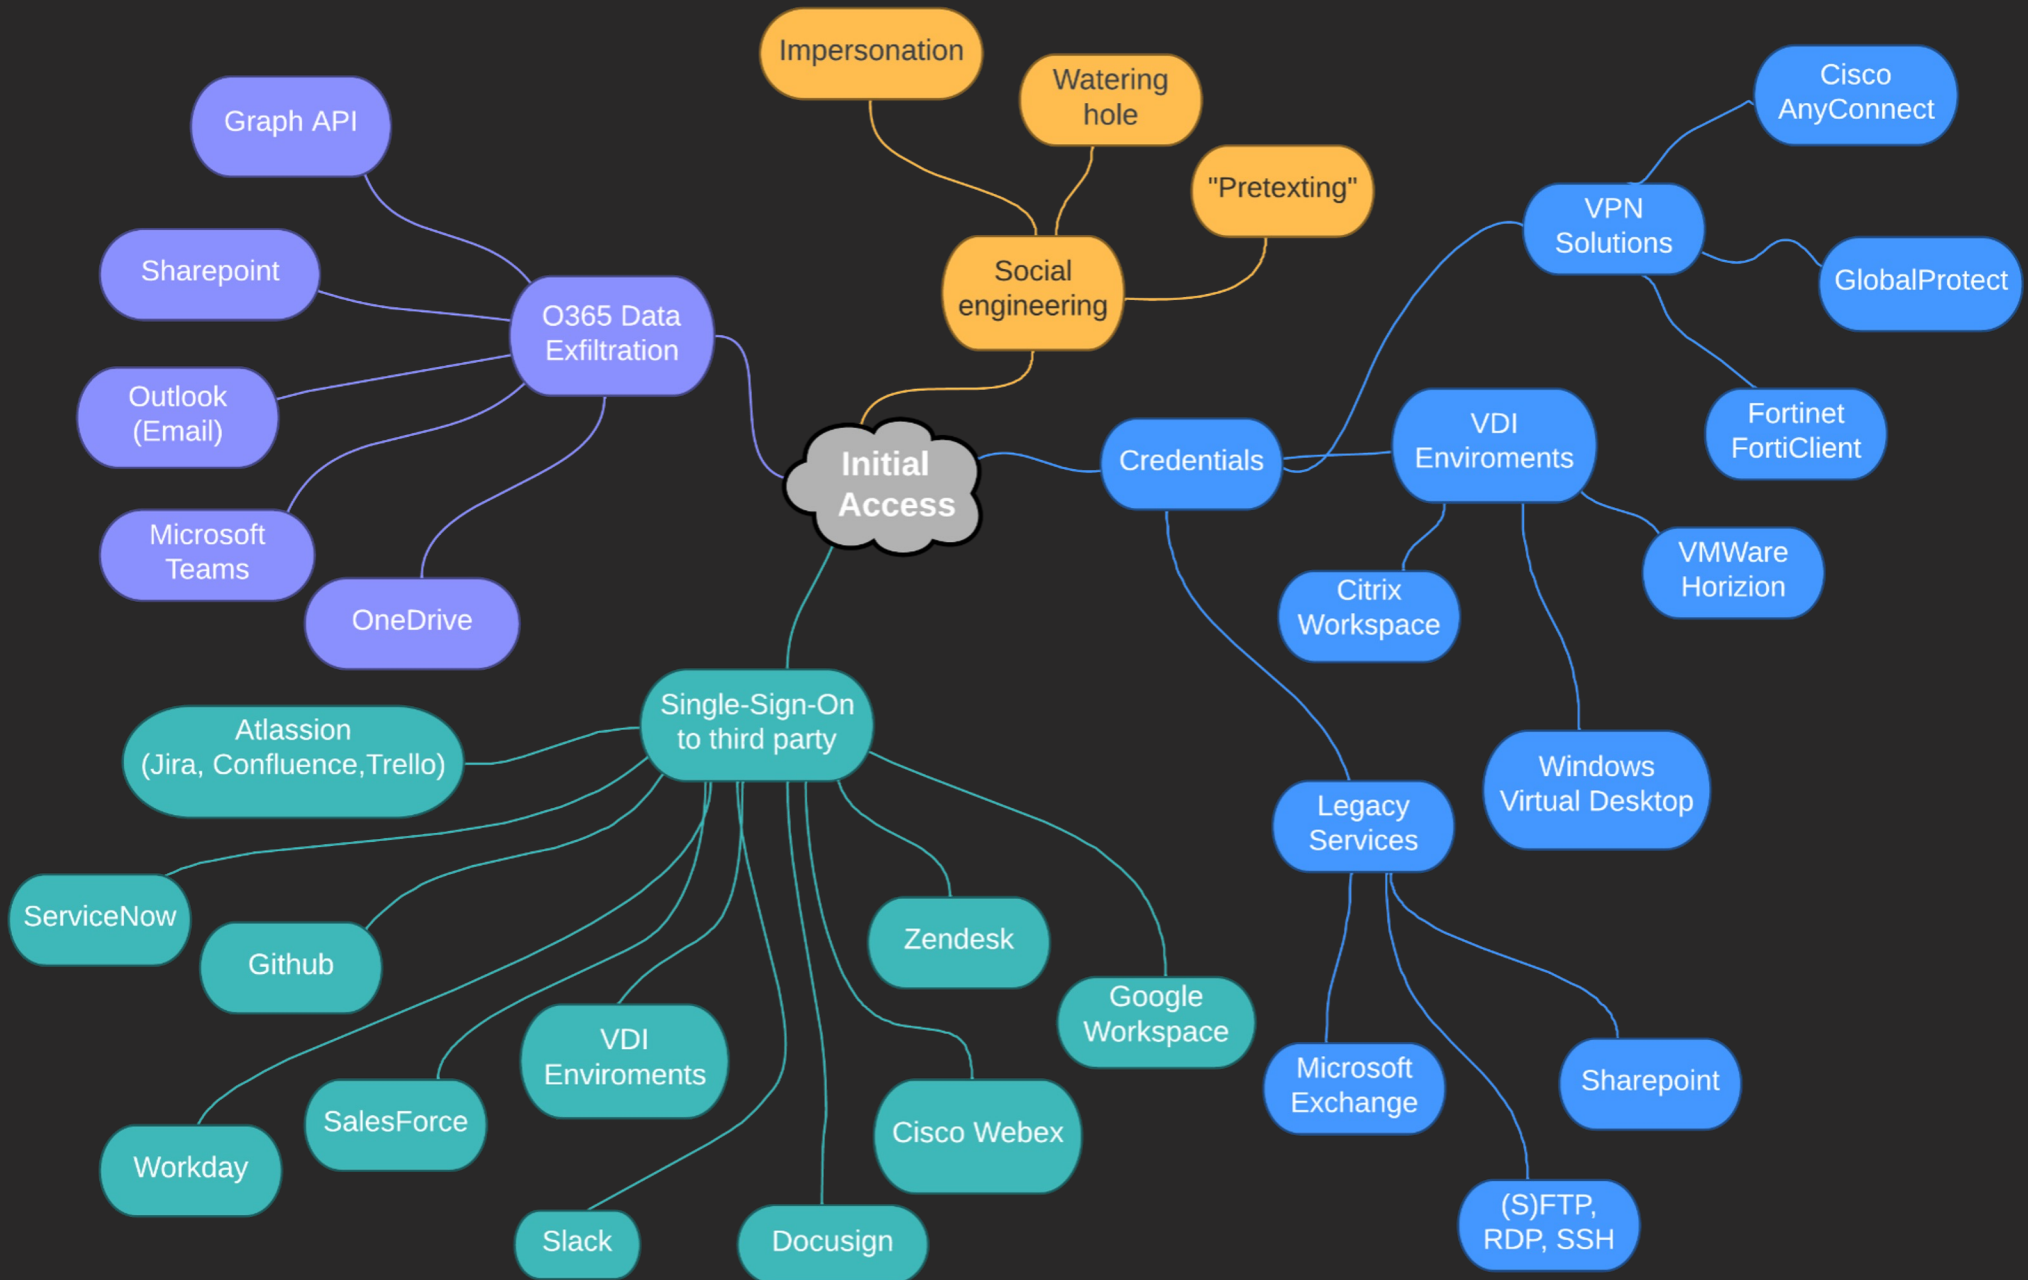 Impersonation
Watering
hole
"Pretexting"
Social
engineering
Graph API
Sharepoint
Outlook
(Email)
Microsoft
Teams
OneDrive
O365 Data
Exfiltration
Initial
Access
Credentials
VPN
Solutions
Cisco
AnyConnect
GlobalProtect
Fortinet
FortiClient
VDI
Enviroments
Citrix
Workspace
VMWare
Horizion
Windows
Virtual Desktop
Legacy
Services
Microsoft
Exchange
Sharepoint
(S)FTP,
RDP, SSH
Single-Sign-On
to third party
Atlassion
(Jira, Confluence,Trello)
ServiceNow
Github
Workday
SalesForce
VDI
Enviroments
Slack
Docusign
Cisco Webex
Zendesk
Google
Workspace